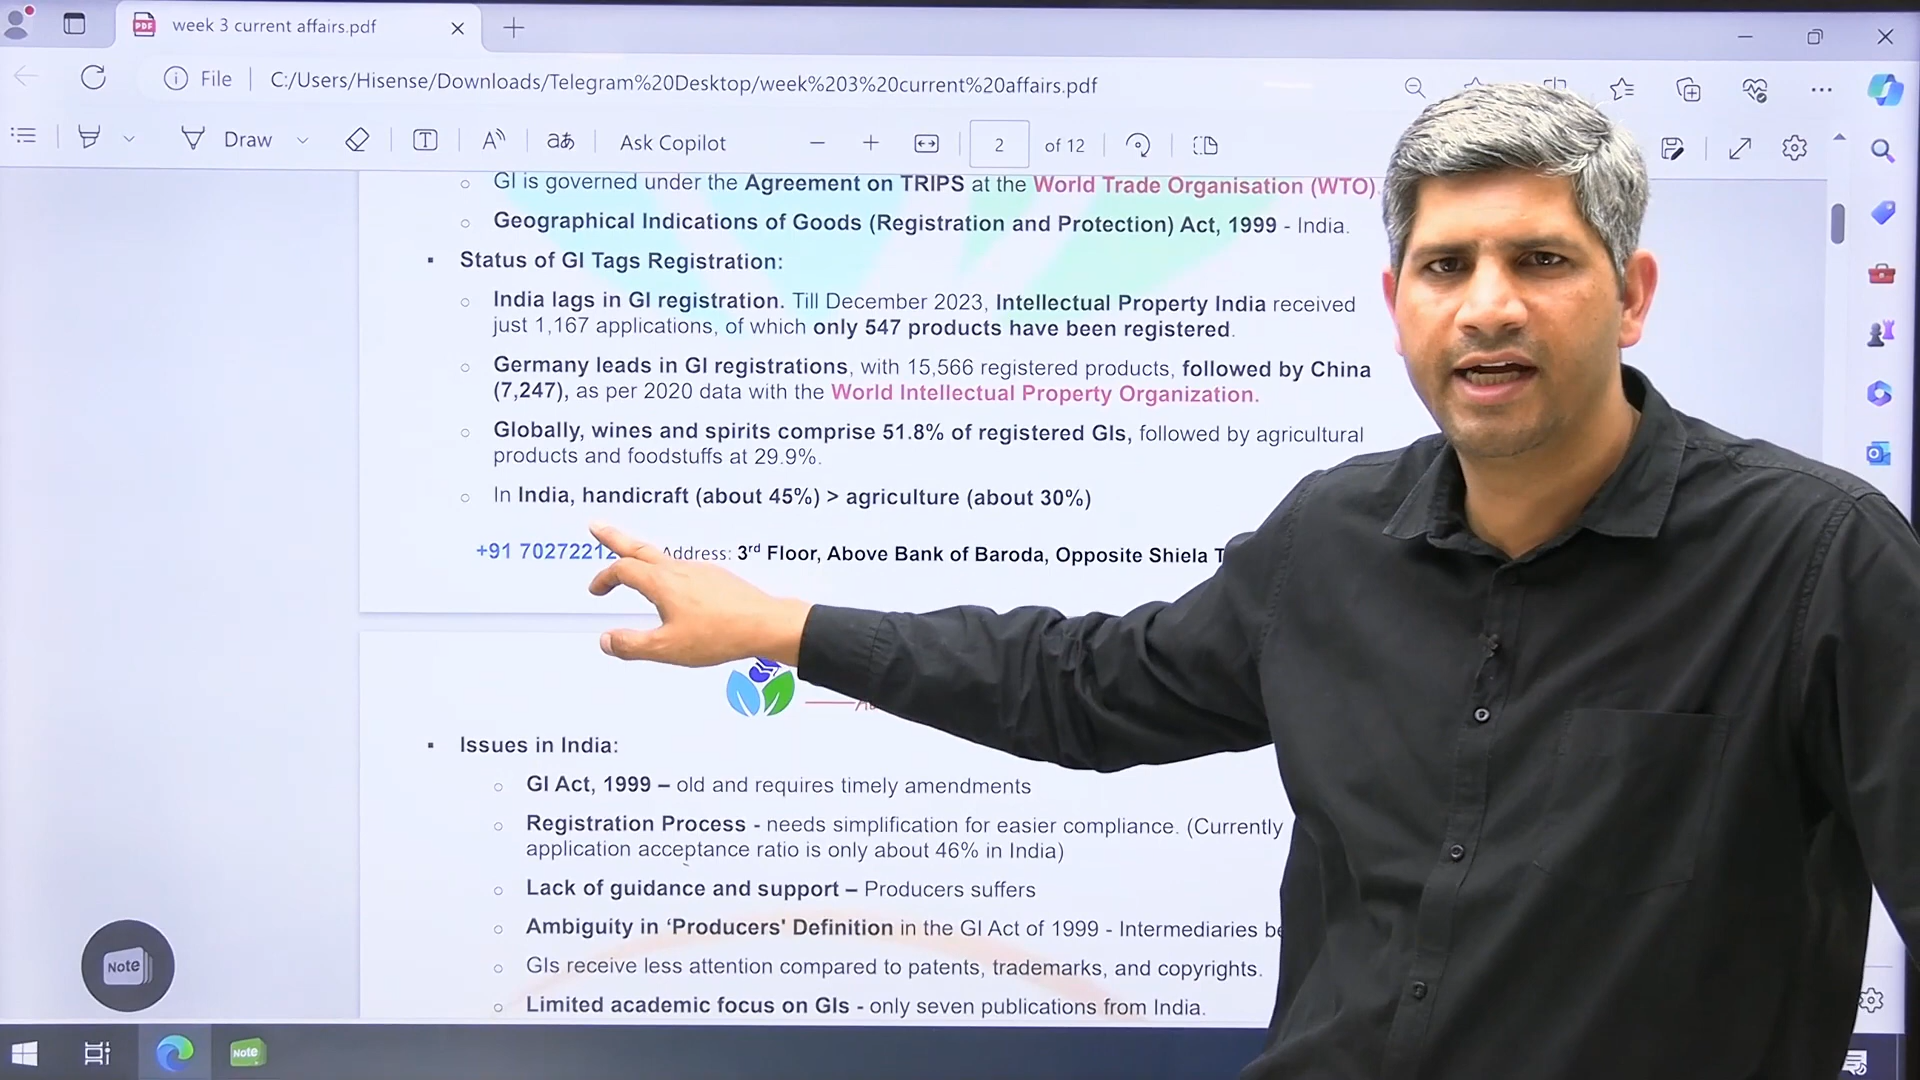 week 3 current affairs.pdf
File
C:/Users/Hisense/Downloads/Telegram%20Desktop/week%203%20current%20affairs.pdf
Draw
T
aあ
Ask Copilot
2
of 12
GI is governed under the Agreement on TRIPS at the World Trade Organisation (WTO)
Geographical Indications of Goods (Registration and Protection) Act, 1999 - India.
Status of GI Tags Registration:
India lags in GI registration. Till December 2023, Intellectual Property India received
just 1,167 applications, of which only 547 products have been registered.
Germany leads in GI registrations, with 15,566 registered products, followed by China
(7,247), as per 2020 data with the World Intellectual Property Organization.
Globally, wines and spirits comprise 51.8% of registered GIs, followed by agricultural
products and foodstuffs at 29.9%.
In India, handicraft (about 45%) > agriculture (about 30%)
+91 70272212 Address: 3rd Floor, Above Bank of Baroda, Opposite Shiela
Issues in India:
GI Act, 1999 – old and requires timely amendments
Registration Process - needs simplification for easier compliance. (Currently
application acceptance ratio is only about 46% in India)
Lack of guidance and support – Producers suffers
Ambiguity in ‘Producers' Definition in the GI Act of 1999 - Intermediaries
GIs receive less attention compared to patents, trademarks, and copyrights.
Limited academic focus on GIs - only seven publications from India.
Note
Note